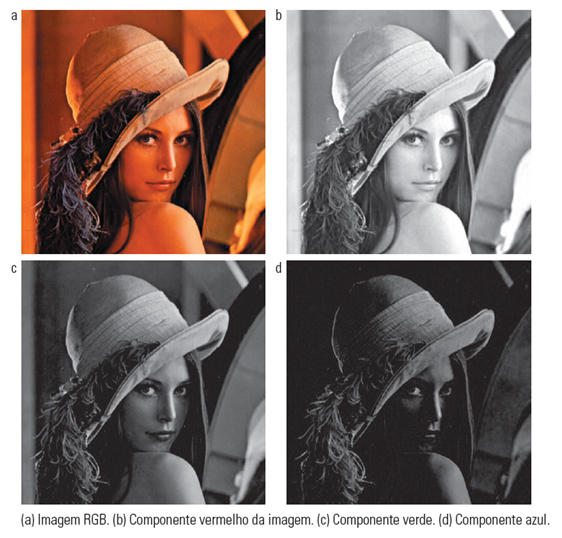 a
b
c
d
(a) Imagem RGB. (b) Componente vermelho da imagem. (c) Componente verde. (d) Componente azul.